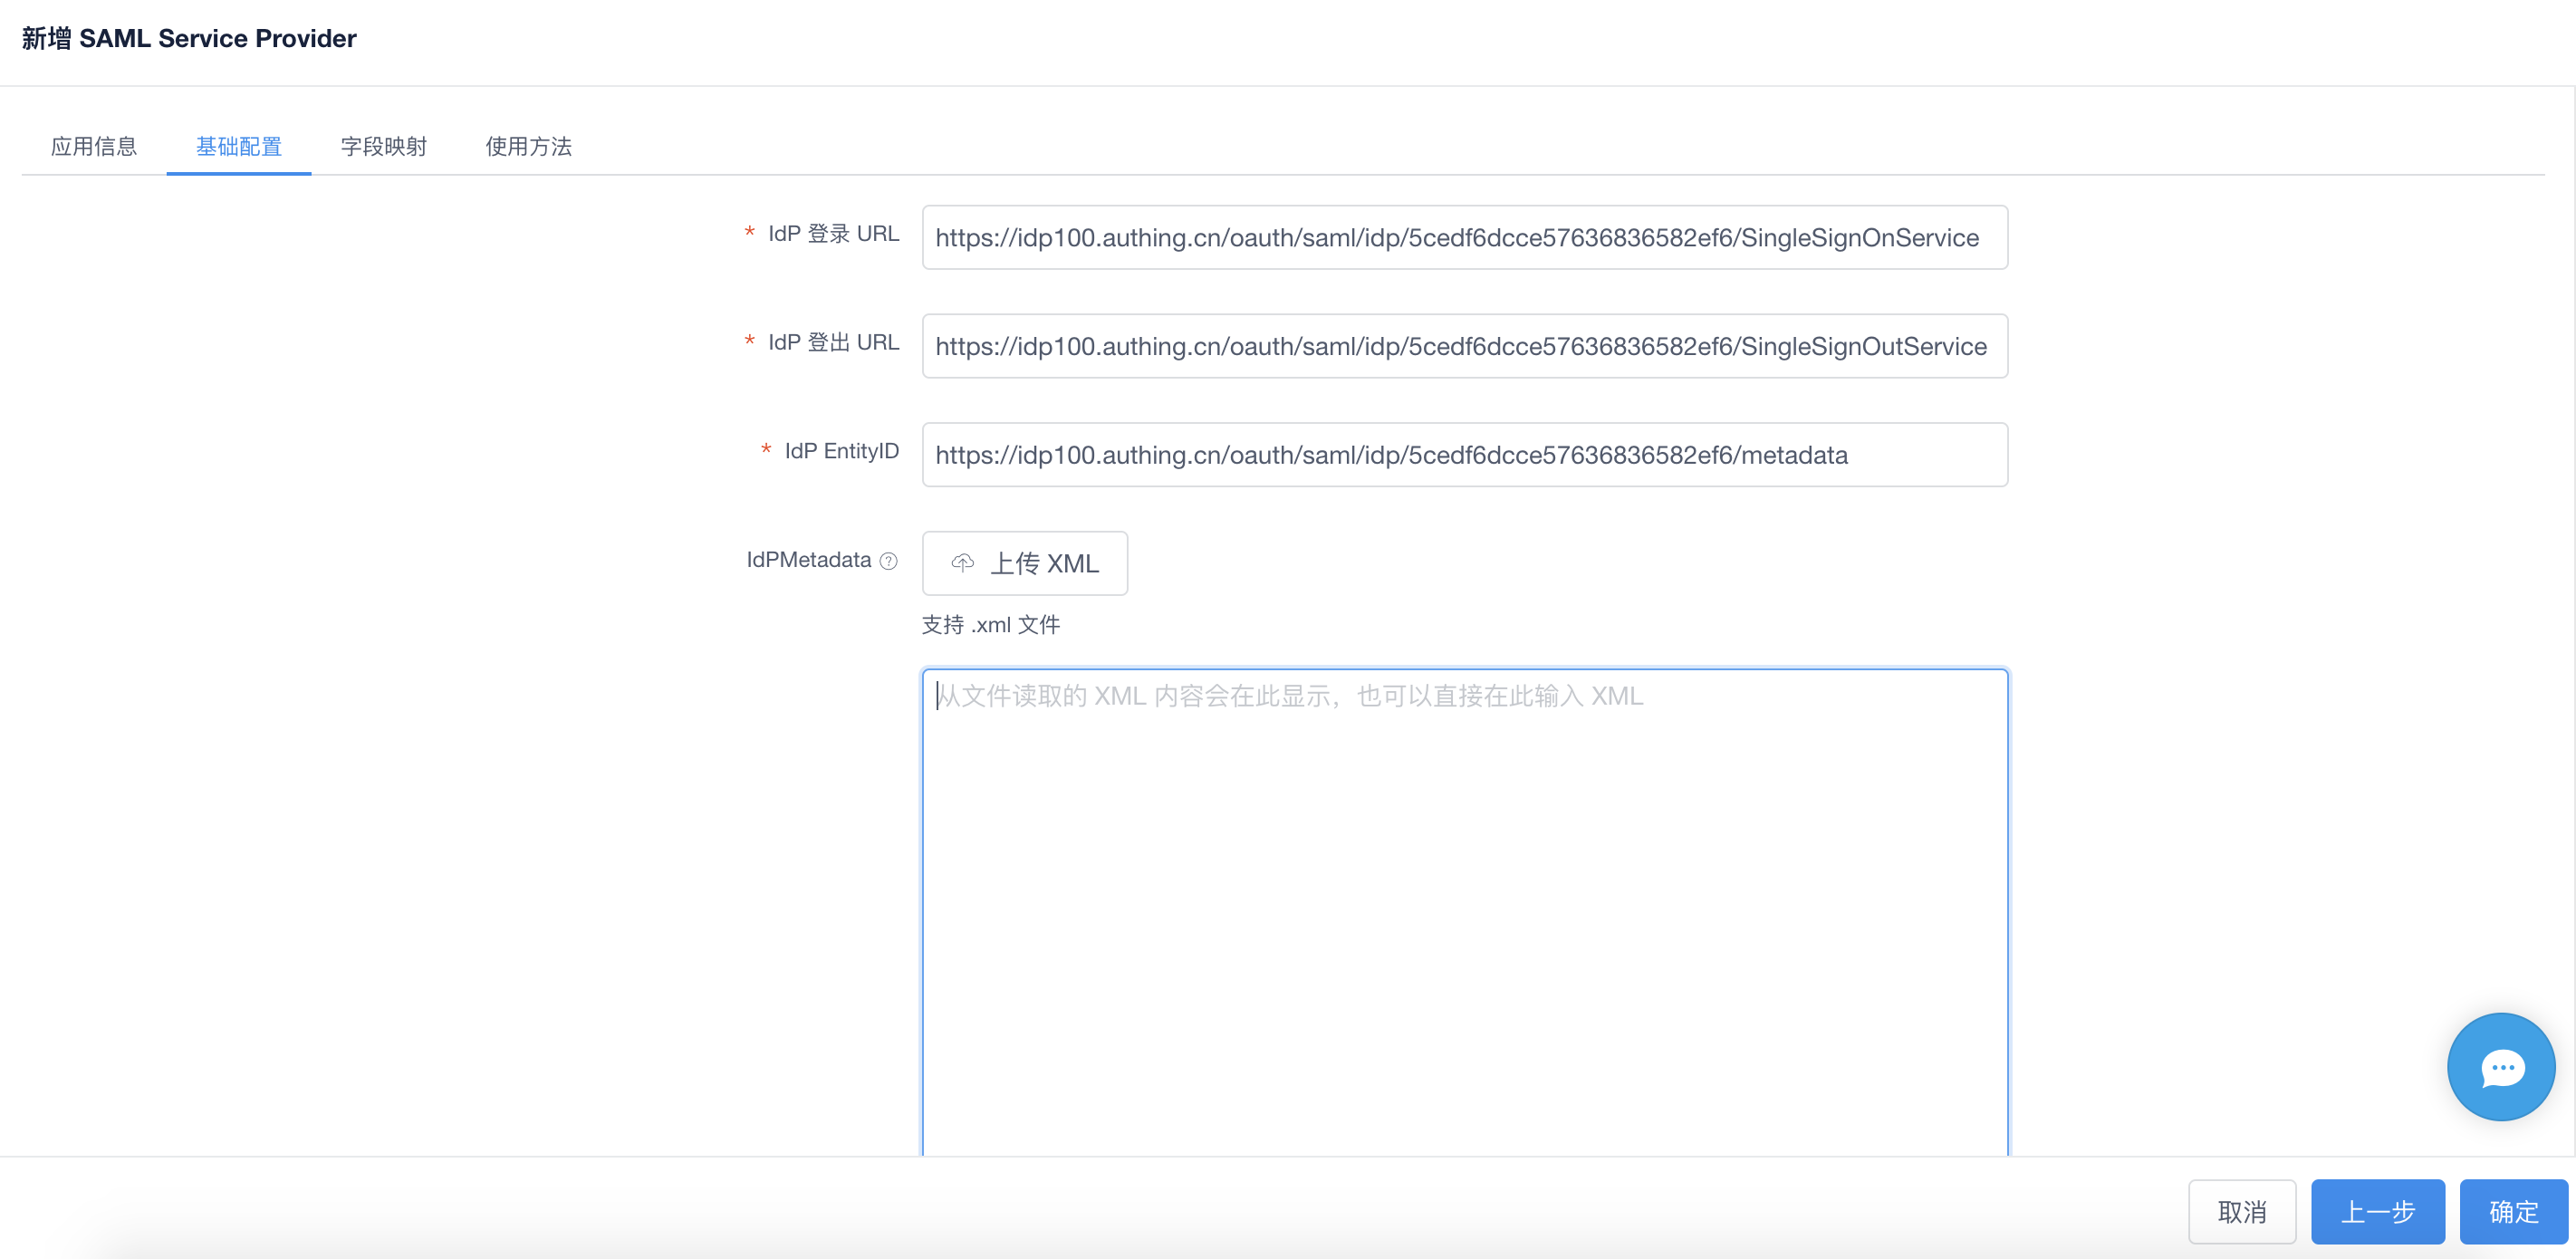 新增 SAML Service Provider
应用信息 基础配置 字段映射 使用方法
* IdP 登录 URL https://idp100.authing.cn/oauth/saml/idp/5cedf6dcce57636836582ef6/SingleSignOnService
* IdP 登出 URL https://idp100.authing.cn/oauth/saml/idp/5cedf6dcce57636836582ef6/SingleSignOutService
* IdP EntityID https://idp100.authing.cn/oauth/saml/idp/5cedf6dcce57636836582ef6/metadata
IdPMetadata ? 上传 XML
支持 .xml 文件
从文件读取的 XML 内容会在此显示，也可以直接在此输入 XML
取消 上一步 确定